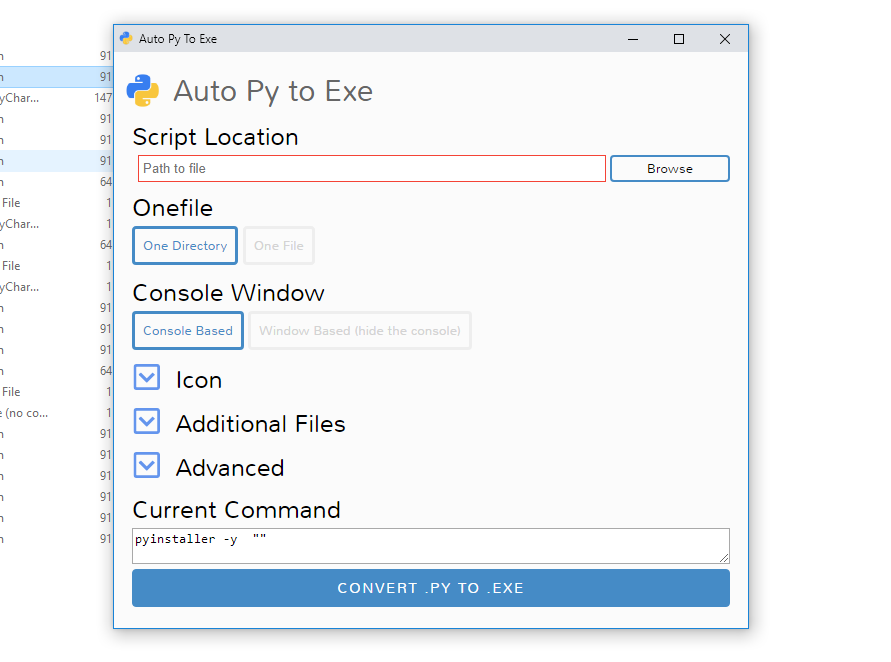 Auto Py To Exe
Auto Py to Exe
Script Location
Path to file
Browse
Onefile
One Directory
One File
Console Window
Console Based
Window Based (hide the console)
Icon
Additional Files
Advanced
Current Command
pyinstaller -y  ""
CONVERT .PY TO .EXE
n 91
n 91
yChar... 147
n 91
n 91
n 91
n 64
File 1
yChar... 1
n 64
File 1
yChar... 1
n 91
n 91
n 91
n 64
File 1
e (no co... 1
n 91
n 91
n 91
n 91
n 91
n 91